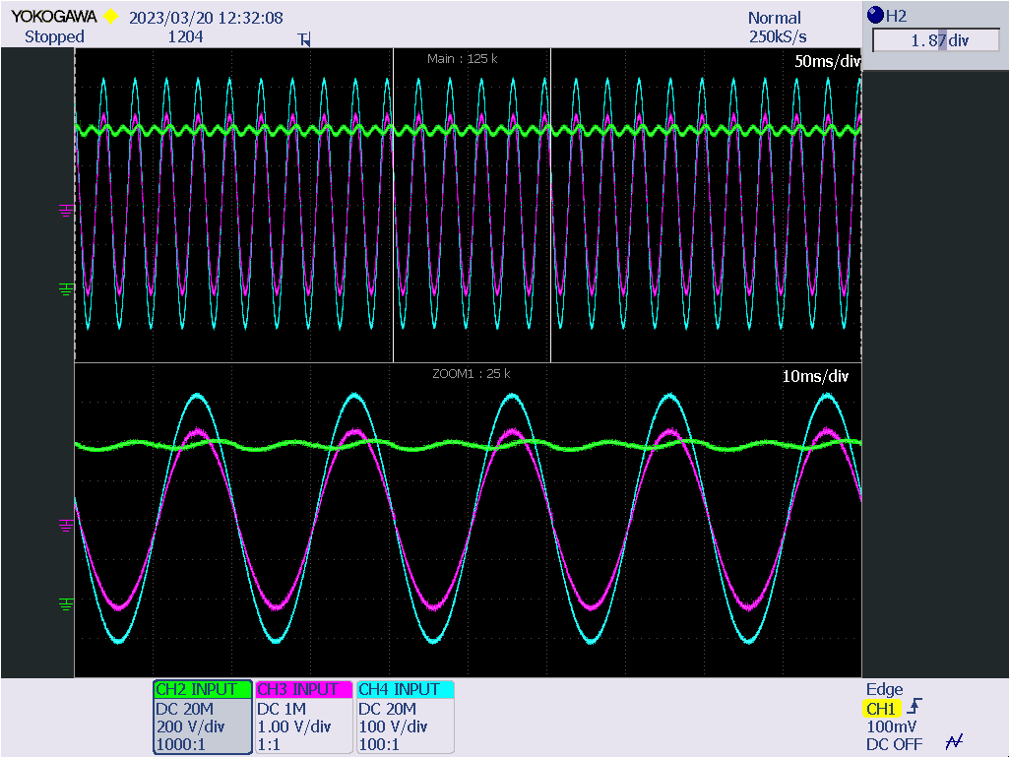 YOKOGAWA 2023/03/20 12:32:08
Stopped 1204
Normal
250kS/s
H2
1.87div
Main : 125 k
50ms/div
ZOOM1 : 25 k
10ms/div
CH2 INPUT
DC 20M
200 V/div
1000:1
CH3 INPUT
DC 1M
1.00 V/div
1:1
CH4 INPUT
DC 20M
100 V/div
100:1
Edge
CH1
100mV
DC OFF